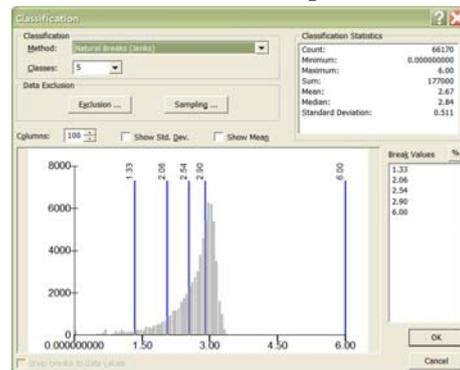 Classification
Classification
Method: Natural Breaks (Jenks)
Classes: 5
Data Exclusion
Exclusion ...
Sampling ...
Classification Statistics
Count: 66170
Minimum: 0.000000000
Maximum: 6.00
Sum: 177000
Mean: 2.67
Median: 2.84
Standard Deviation: 0.511
Columns: 100
Show Std. Dev.
Show Mean
8000
6000
4000
2000
0
1.33
2.06
2.54
2.90
6.00
0.000000000
1.50
3.00
4.50
6.00
Break Values
%
1.33
2.06
2.54
2.90
6.00
Snap breaks to data values
OK
Cancel